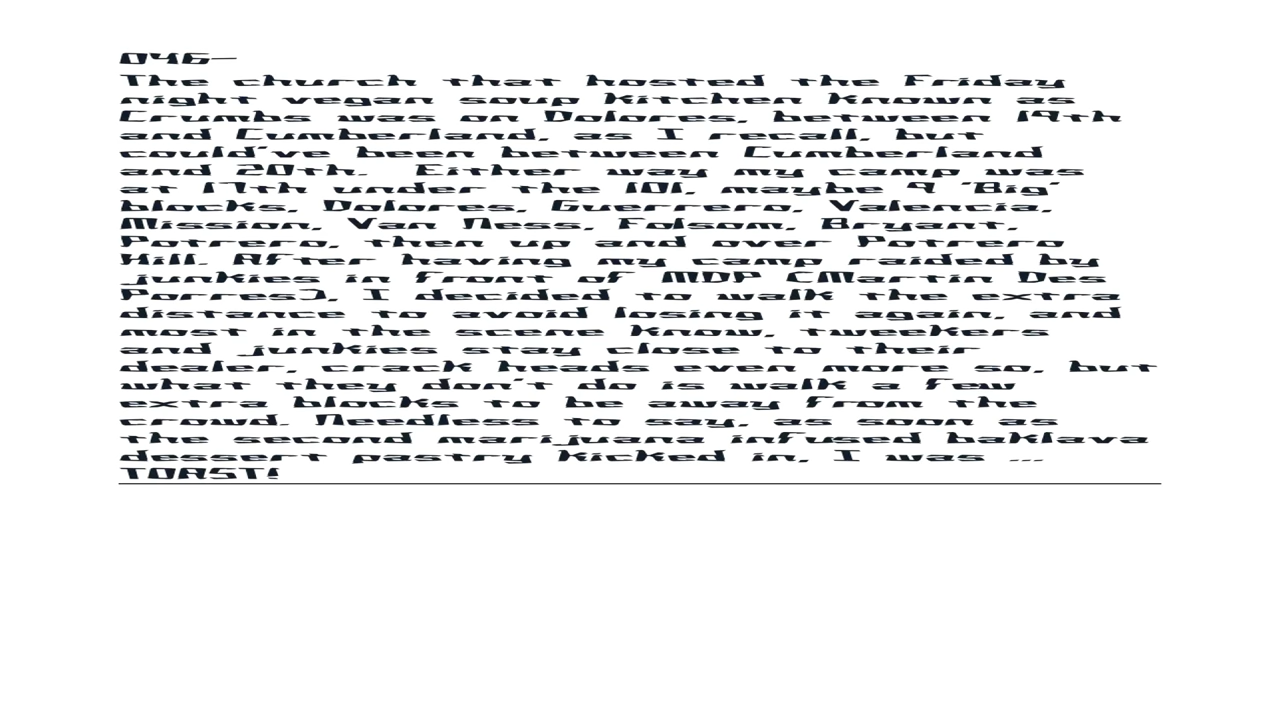 046—
The church that hosted the Friday
night vegan soup kitchen known as
Crumbs was on Dolores, between 19th
and Cumberland, as I recall, but
could've been between Cumberland
and 20th.  Either way my camp was
at 17th under the 101, maybe 9 'Big'
blocks, Dolores, Guerrero, Valencia,
Mission, Van Ness, Folsom, Bryant,
Potrero, then up and over Potrero
Hill. After having my camp raided by
junkies in front of MDP (Martin Des
Porres), I decided to walk the extra
distance to avoid losing it again, and
most in the scene know, tweekers
and junkies stay close to their
dealer, crack heads even more so, but
what they don't do is walk a few
extra blocks to be away from the
crowd. Needless to say, as soon as
the second marijuana infused baklava
dessert pastry kicked in, I was ...
TOAST!